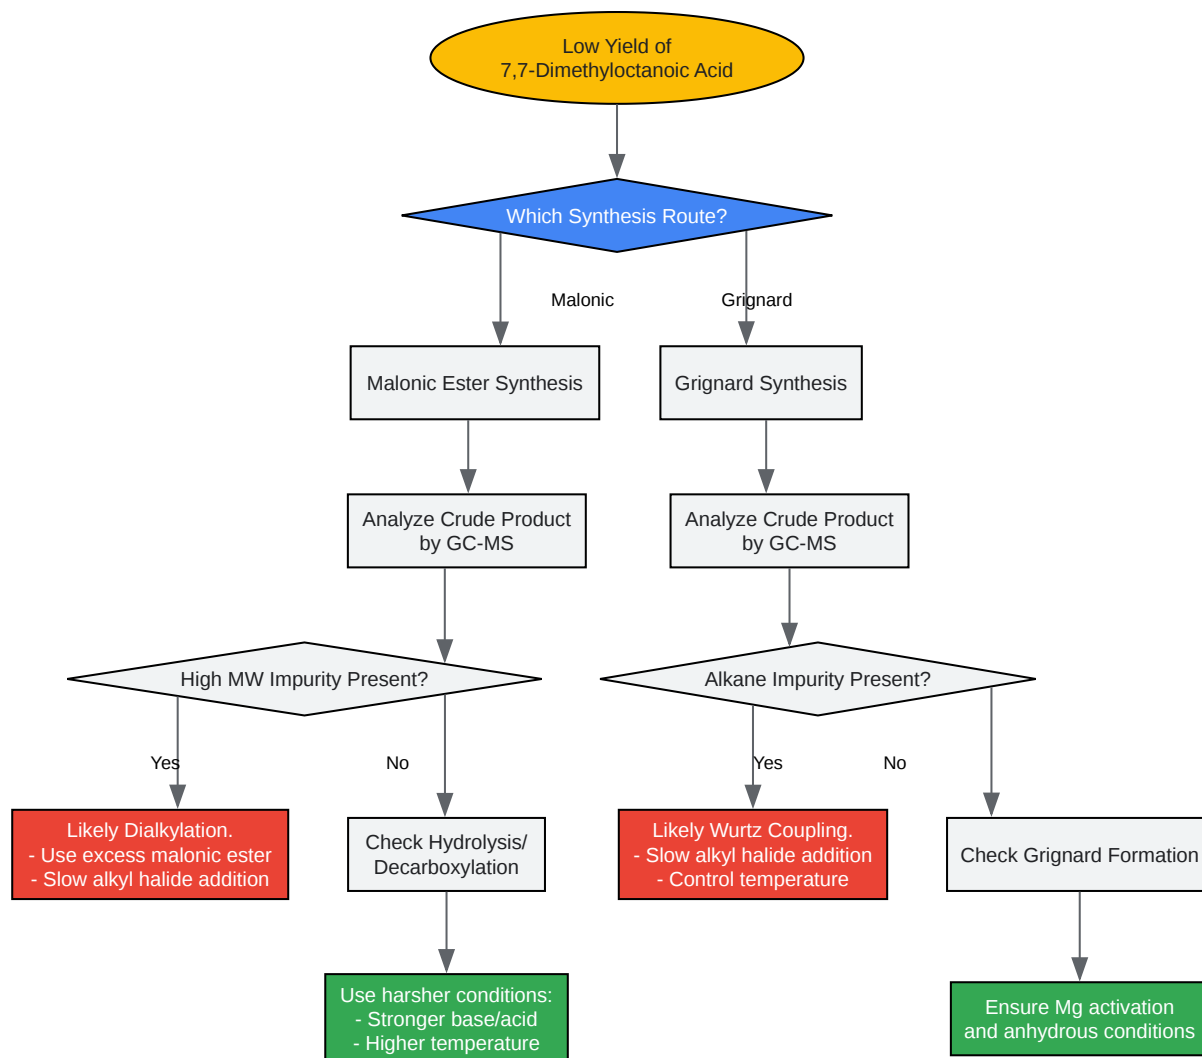 Low Yield of
7,7-Dimethyloctanoic Acid
Which Synthesis Route?
Malonic
Grignard
Malonic Ester Synthesis
Grignard Synthesis
Analyze Crude Product
by GC-MS
Analyze Crude Product
by GC-MS
High MW Impurity Present?
Alkane Impurity Present?
Yes
No
Yes
No
Likely Dialkylation.
- Use excess malonic ester
- Slow alkyl halide addition
Check Hydrolysis/
Decarboxylation
Likely Wurtz Coupling.
- Slow alkyl halide addition
- Control temperature
Check Grignard Formation
Use harsher conditions:
- Stronger base/acid
- Higher temperature
Ensure Mg activation
and anhydrous conditions